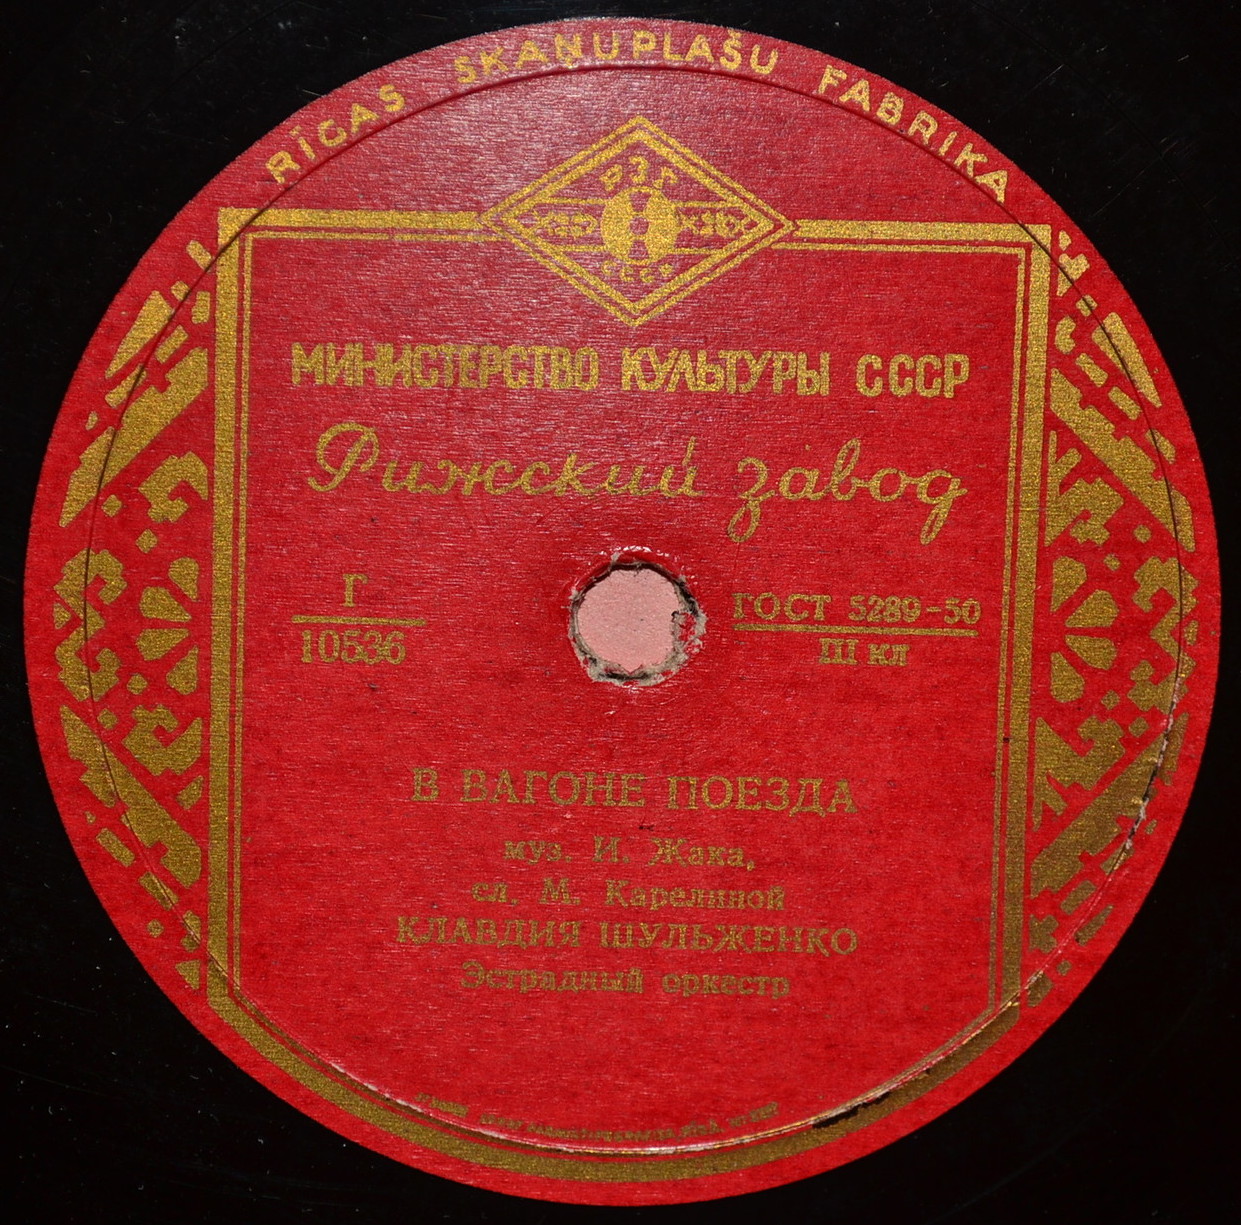 RĪGAS SKAŅUPLAŠU FABRIKA
РЗГ
СССР
МИНИСТЕРСТВО КУЛЬТУРЫ СССР
Рижский завод
Г
10536
ГОСТ 5289-50
III кл
В ВАГОНЕ ПОЕЗДА
муз. И. Жака,
сл. М. Карелиной
КЛАВДИЯ ШУЛЬЖЕНКО
Эстрадный оркестр